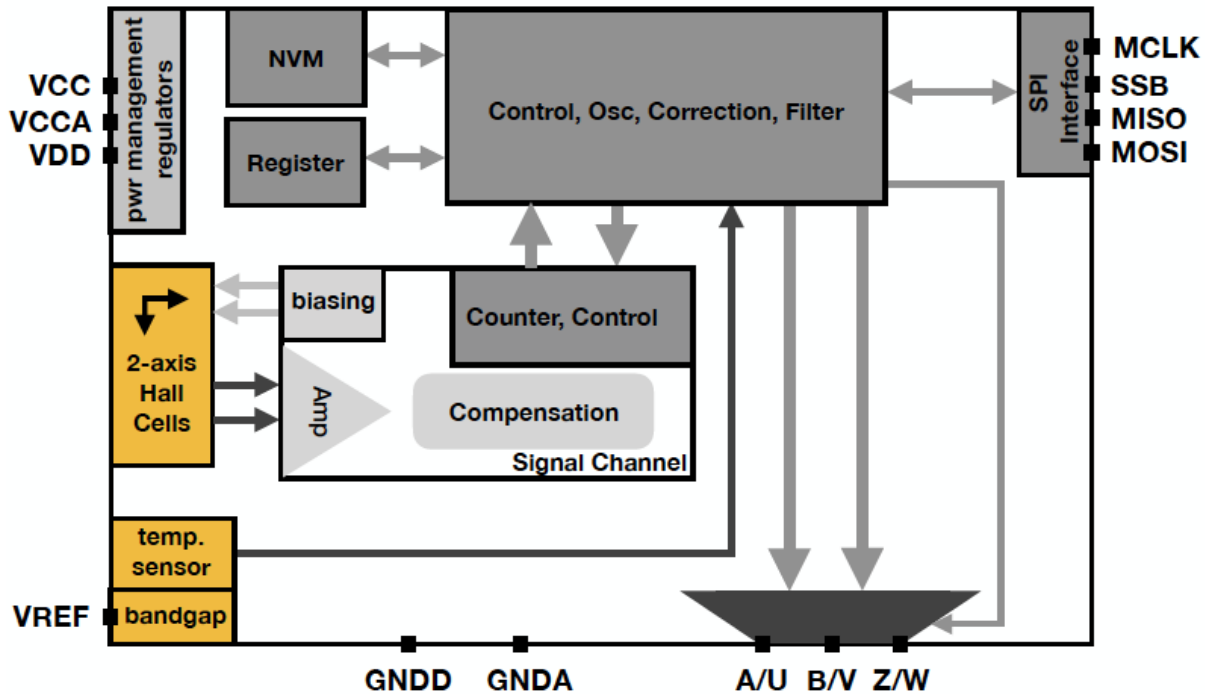 VCC
VCCA
VDD
pwr management
regulators
NVM
Register
Control, Osc, Correction, Filter
SPI
Interface
MCLK
SSB
MISO
MOSI
biasing
Counter, Control
2-axis
Hall
Cells
Amp
Compensation
Signal Channel
temp.
sensor
VREF
bandgap
GNDD
GNDA
A/U
B/V
Z/W